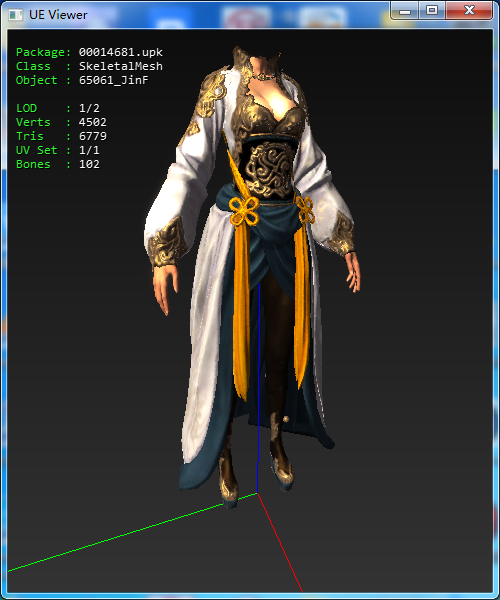 UE Viewer
Package: 00014681.upk
Class : SkeletalMesh
Object : 65061_JinF
LOD : 1/2
Verts : 4502
Tris : 6779
UV Set : 1/1
Bones : 102